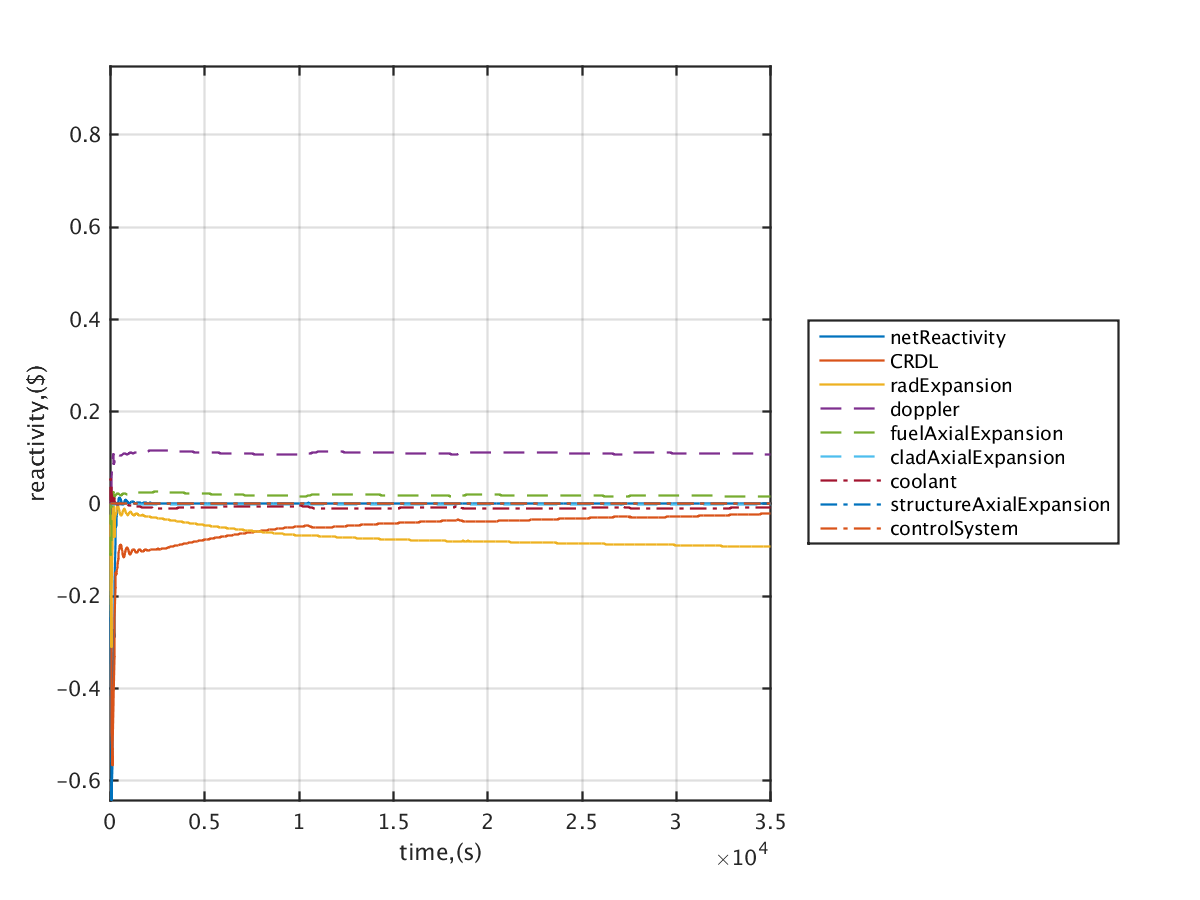 0.8
0.6
0.4
0.2
0
−0.2
−0.4
−0.6
reactivity,($)
0 0.5 1 1.5 2 2.5 3 3.5
time,(s)
×10^4
netReactivity
CRDL
radExpansion
doppler
fuelAxialExpansion
cladAxialExpansion
coolant
structureAxialExpansion
controlSystem